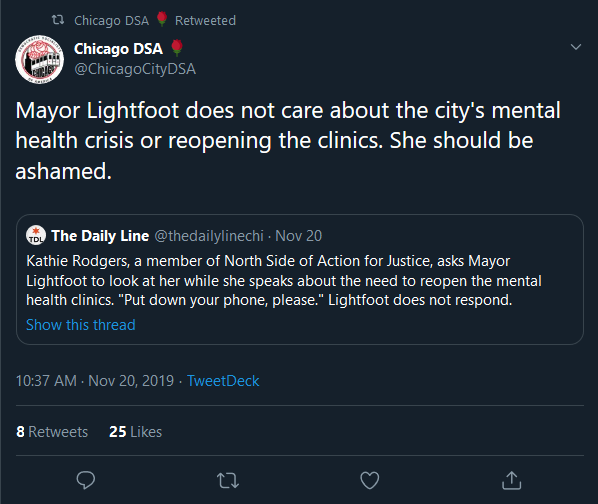 Chicago DSA 🌹 Retweeted
Chicago DSA 🌹
@ChicagoCityDSA
Mayor Lightfoot does not care about the city's mental
health crisis or reopening the clinics. She should be
ashamed.
TDL The Daily Line @thedailylinechi · Nov 20
Kathie Rodgers, a member of North Side of Action for Justice, asks Mayor
Lightfoot to look at her while she speaks about the need to reopen the mental
health clinics. "Put down your phone, please." Lightfoot does not respond.
Show this thread
10:37 AM · Nov 20, 2019 · TweetDeck
8 Retweets 25 Likes